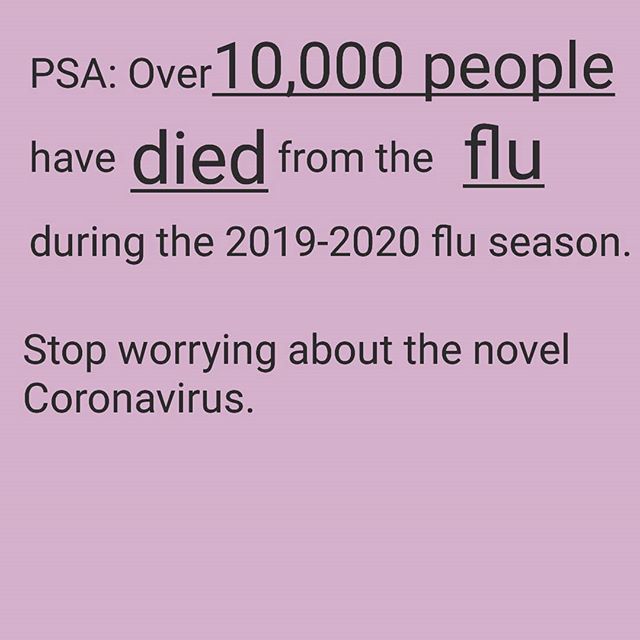 PSA: Over 10,000 people
have died from the flu
during the 2019-2020 flu season.
Stop worrying about the novel
Coronavirus.